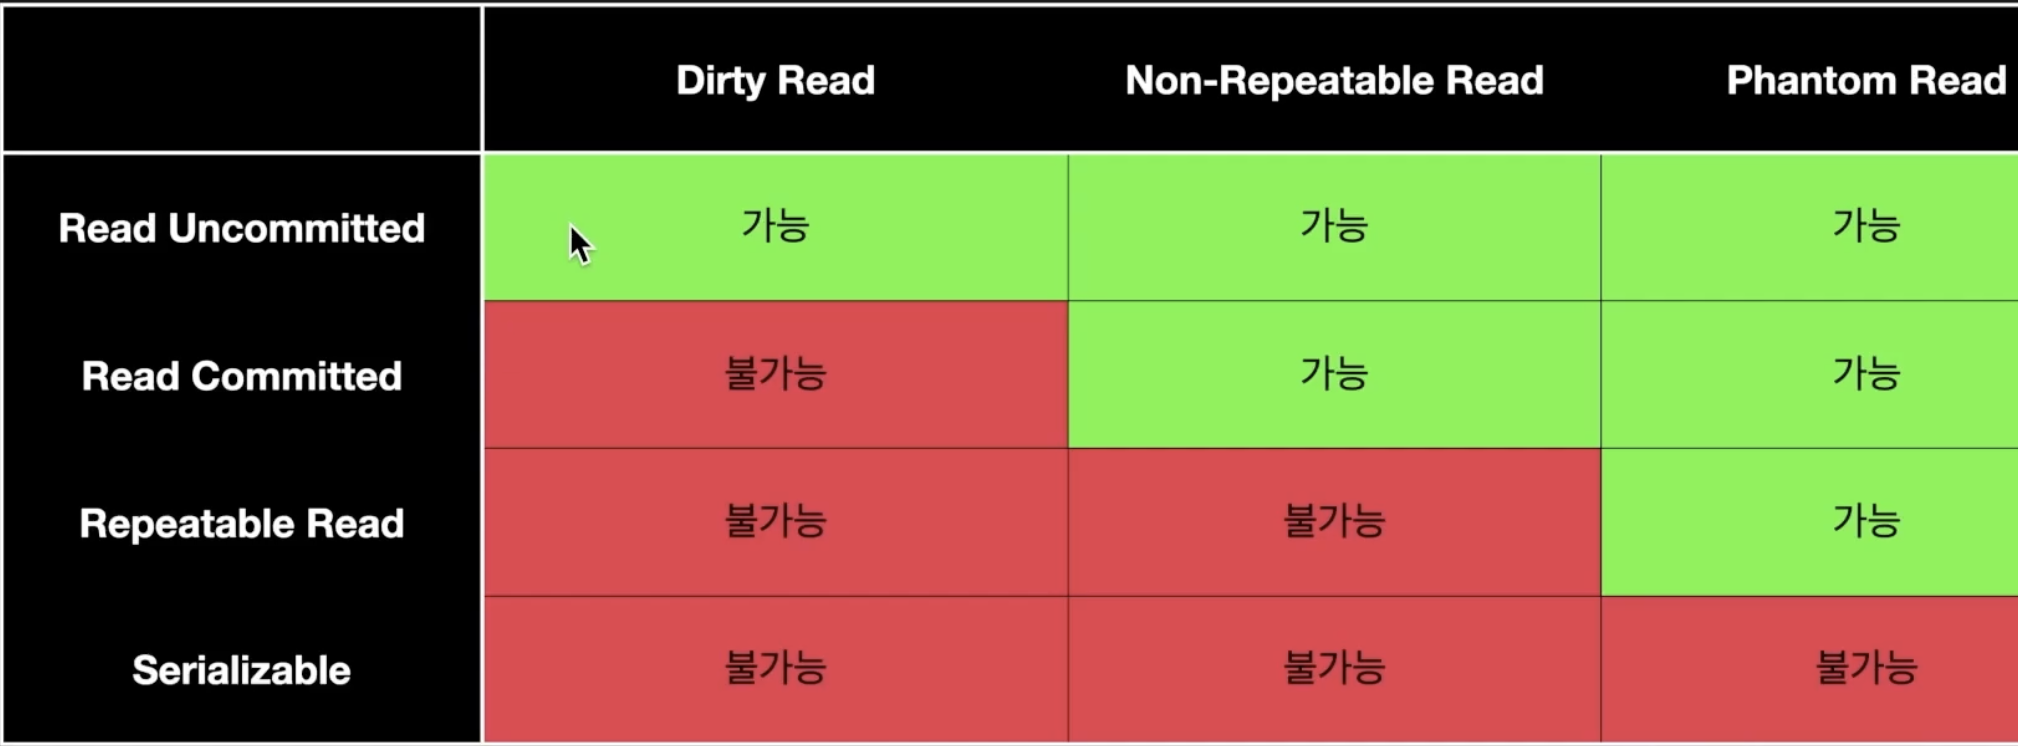 Dirty Read Non-Repeatable Read Phantom Read
Read Uncommitted 가능 가능 가능
Read Committed 불가능 가능 가능
Repeatable Read 불가능 불가능 가능
Serializable 불가능 불가능 불가능